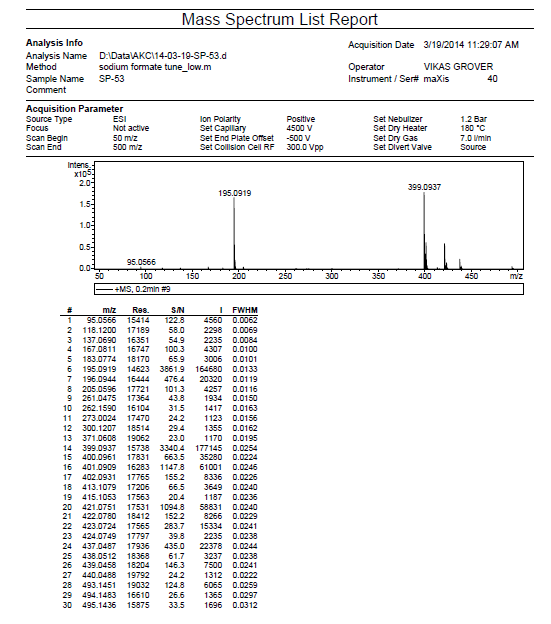 Mass Spectrum List Report
Analysis Info
Acquisition Date 3/19/2014 11:29:07 AM
Analysis Name D:\Data\AKC\14-03-19-SP-53.d
Method sodium formate tune_low.m Operator VIKAS GROVER
Sample Name SP-53 Instrument / Ser# maXis 40
Comment
Acquisition Parameter
Source Type ESI Ion Polarity Positive Set Nebulizer 1.2 Bar
Focus Not active Set Capillary 4500 V Set Dry Heater 180 °C
Scan Begin 50 m/z Set End Plate Offset -500 V Set Dry Gas 7.0 l/min
Scan End 500 m/z Set Collision Cell RF 300.0 Vpp Set Divert Valve Source
Intens.
x10⁵
2.0
1.5
1.0
0.5
0.0
95.0566
195.0919
399.0937
50 100 150 200 250 300 350 400 450 m/z
+MS, 0.2min #9
# m/z Res. S/N I FWHM
1 95.0566 15414 122.8 4560 0.0062
2 118.1200 17189 58.0 2298 0.0069
3 137.0690 16351 54.9 2235 0.0084
4 167.0811 16747 100.3 4307 0.0100
5 183.0774 18170 65.9 3006 0.0101
6 195.0919 14623 3861.9 164680 0.0133
7 196.0944 16444 476.4 20320 0.0119
8 205.0596 17721 101.3 4257 0.0116
9 261.0475 17364 43.8 1934 0.0150
10 262.1590 16104 31.5 1417 0.0163
11 273.0024 17470 24.2 1123 0.0156
12 300.1207 18514 29.4 1355 0.0162
13 371.0608 19062 23.0 1170 0.0195
14 399.0937 15738 3340.4 177145 0.0254
15 400.0961 17831 663.5 35280 0.0224
16 401.0909 16283 1147.8 61001 0.0246
17 402.0931 17765 155.2 8336 0.0226
18 413.1079 17206 66.5 3649 0.0240
19 415.1053 17563 20.4 1187 0.0236
20 421.0751 17531 1094.8 58831 0.0240
21 422.0780 18412 152.2 8266 0.0229
22 423.0724 17565 283.7 15334 0.0241
23 424.0749 17797 39.8 2235 0.0238
24 437.0487 17936 435.0 22378 0.0244
25 438.0512 18368 61.7 3237 0.0238
26 439.0458 18204 146.3 7500 0.0241
27 440.0488 19792 24.2 1312 0.0222
28 493.1451 19032 124.8 6065 0.0259
29 494.1483 16610 26.6 1365 0.0297
30 495.1436 15875 33.5 1696 0.0312